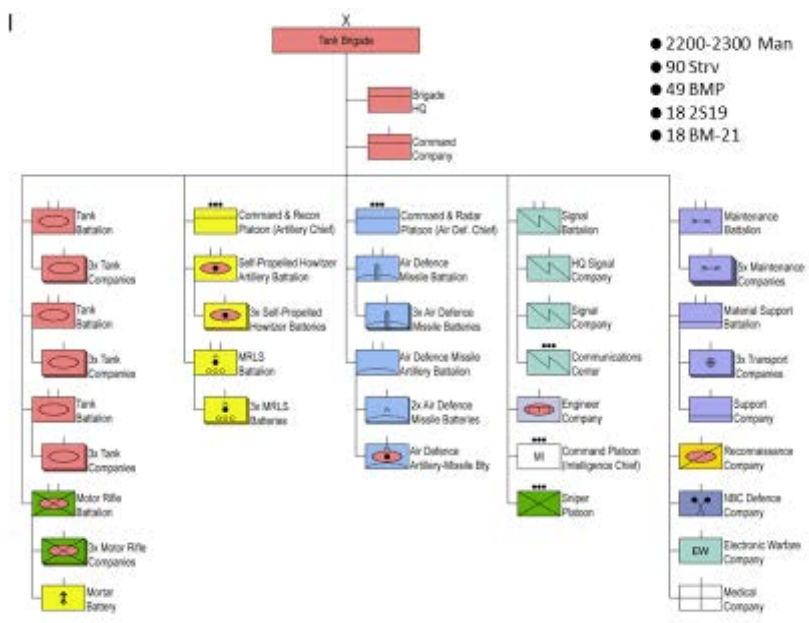 X
Tank Brigade
● 2200-2300 Man
● 90 Strv
● 49 BMP
● 18 2S19
● 18 BM-21
Brigade
HQ
Command
Company
Tank
Battalion
3x Tank
Companies
Tank
Battalion
3x Tank
Companies
Tank
Battalion
3x Tank
Companies
Motor Rifle
Battalion
3x Motor Rifle
Companies
Mortar
Battery
Command & Recon
Platoon (Artillery Chief)
Self-Propelled Howitzer
Artillery Battalion
3x Self-Propelled
Howitzer Batteries
MRLS
Battalion
3x MRLS
Batteries
Command & Radar
Platoon (Air Def. Chief)
Air Defence
Missile Battalion
3x Air Defence
Missile Batteries
Air Defence Missile
Artillery Battalion
2x Air Defence
Missile Batteries
Air Defence
Artillery-Missile Bty.
Signal
Battalion
HQ Signal
Company
Signal
Company
Communications
Center
Engineer
Company
MI
Command Platoon
(Intelligence Chief)
Sniper
Platoon
Maintenance
Battalion
5x Maintenance
Companies
Material Support
Battalion
3x Transport
Companies
Support
Company
Reconnaissance
Company
NBC Defence
Company
EW
Electronic Warfare
Company
Medical
Company